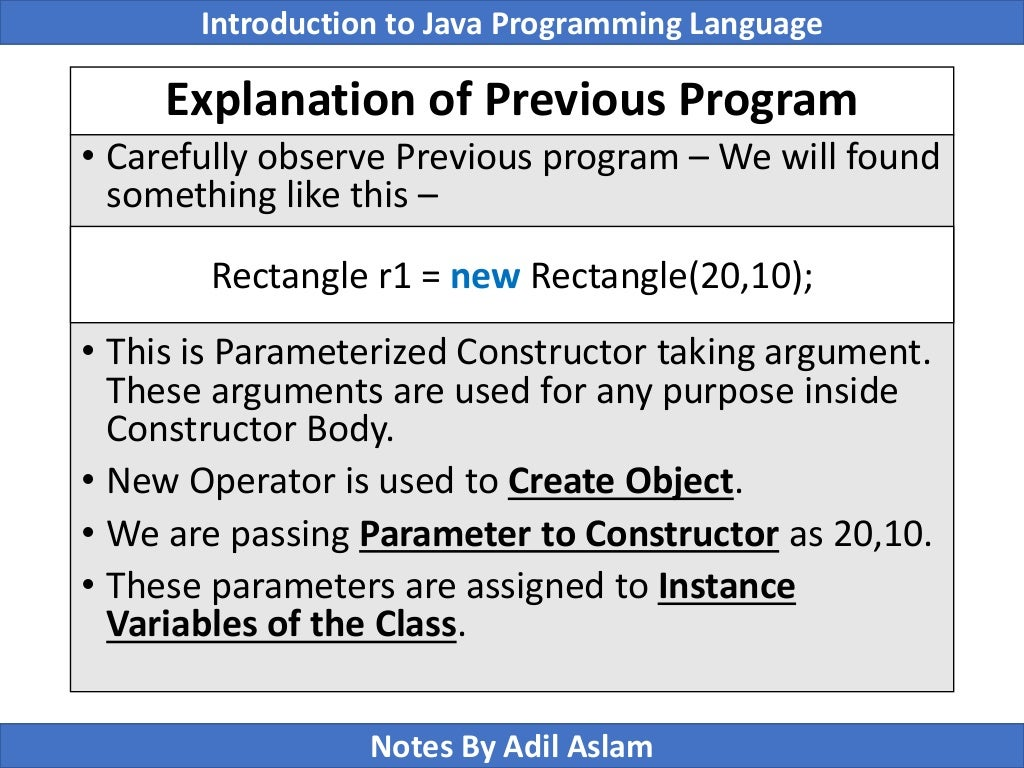 Introduction to Java Programming Language
Explanation of Previous Program
• Carefully observe Previous program – We will found
something like this –
Rectangle r1 = new Rectangle(20,10);
• This is Parameterized Constructor taking argument.
These arguments are used for any purpose inside
Constructor Body.
• New Operator is used to Create Object.
• We are passing Parameter to Constructor as 20,10.
• These parameters are assigned to Instance
Variables of the Class.
Notes By Adil Aslam